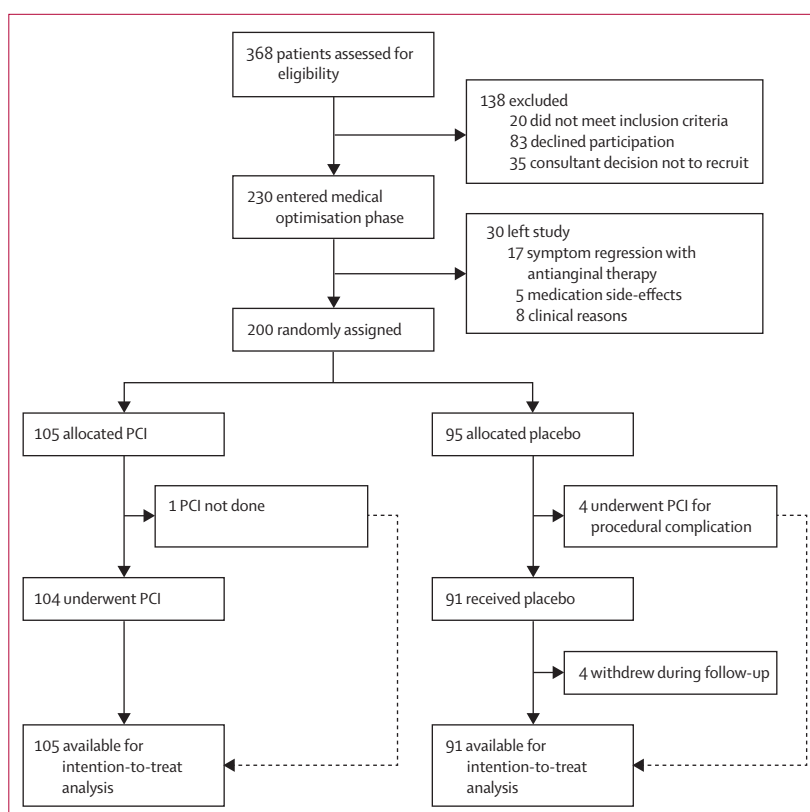 368 patients assessed for
eligibility
138 excluded
20 did not meet inclusion criteria
83 declined participation
35 consultant decision not to recruit
230 entered medical
optimisation phase
30 left study
17 symptom regression with
antianginal therapy
5 medication side-effects
8 clinical reasons
200 randomly assigned
105 allocated PCI
95 allocated placebo
1 PCI not done
4 underwent PCI for
procedural complication
104 underwent PCI
91 received placebo
4 withdrew during follow-up
105 available for
intention-to-treat
analysis
91 available for
intention-to-treat
analysis